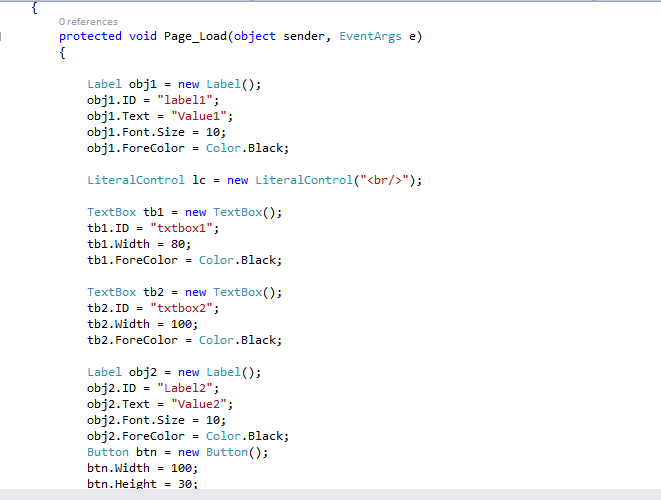 {
0 references
protected void Page_Load(object sender, EventArgs e)
{
Label obj1 = new Label();
obj1.ID = "label1";
obj1.Text = "Value1";
obj1.Font.Size = 10;
obj1.ForeColor = Color.Black;
LiteralControl lc = new LiteralControl("<br/>");
TextBox tb1 = new TextBox();
tb1.ID = "txtbox1";
tb1.Width = 80;
tb1.ForeColor = Color.Black;
TextBox tb2 = new TextBox();
tb2.ID = "txtbox2";
tb2.Width = 100;
tb2.ForeColor = Color.Black;
Label obj2 = new Label();
obj2.ID = "Label2";
obj2.Text = "Value2";
obj2.Font.Size = 10;
obj2.ForeColor = Color.Black;
Button btn = new Button();
btn.Width = 100;
btn.Height = 30;